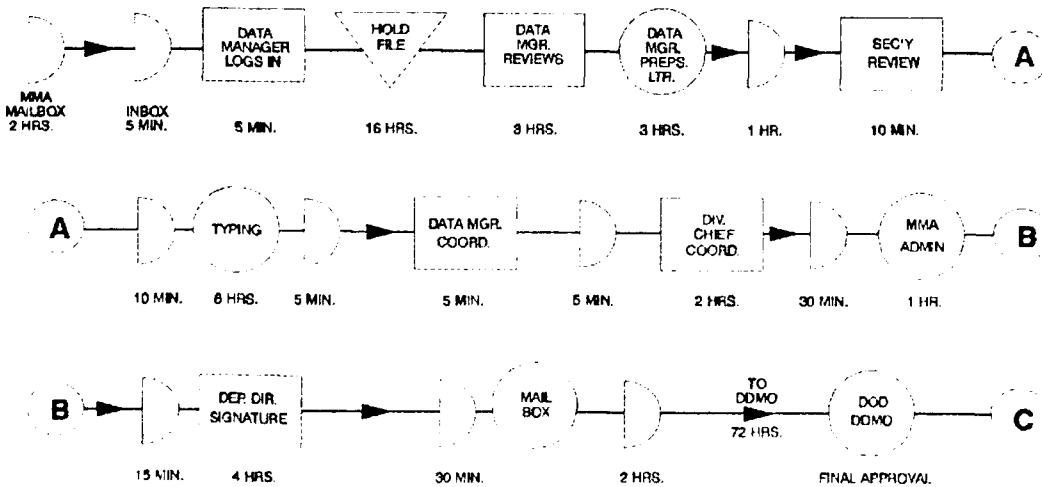 DATA
MANAGER
LOGS IN
HOLD
FILE
DATA
MGR.
REVIEWS
DATA
MGR.
PREPS.
LTR.
SEC'Y
REVIEW
A
MMA
MAILBOX
2 HRS.
INBOX
5 MIN.
5 MIN.
16 HRS.
3 HRS.
1 HR.
10 MIN.
A
TYPING
DATA MGR.
COORD.
DIV.
CHIEF
COORD.
MMA
ADMIN
B
10 MIN.
5 MIN.
5 MIN.
5 MIN.
2 HRS.
30 MIN.
1 HR.
B
DEP. DIR.
SIGNATURE
MAIL
BOX
TO
DDMO
72 HRS.
DOD
DDMO
C
15 MIN.
4 HRS.
30 MIN.
2 HRS.
FINAL APPROVAL